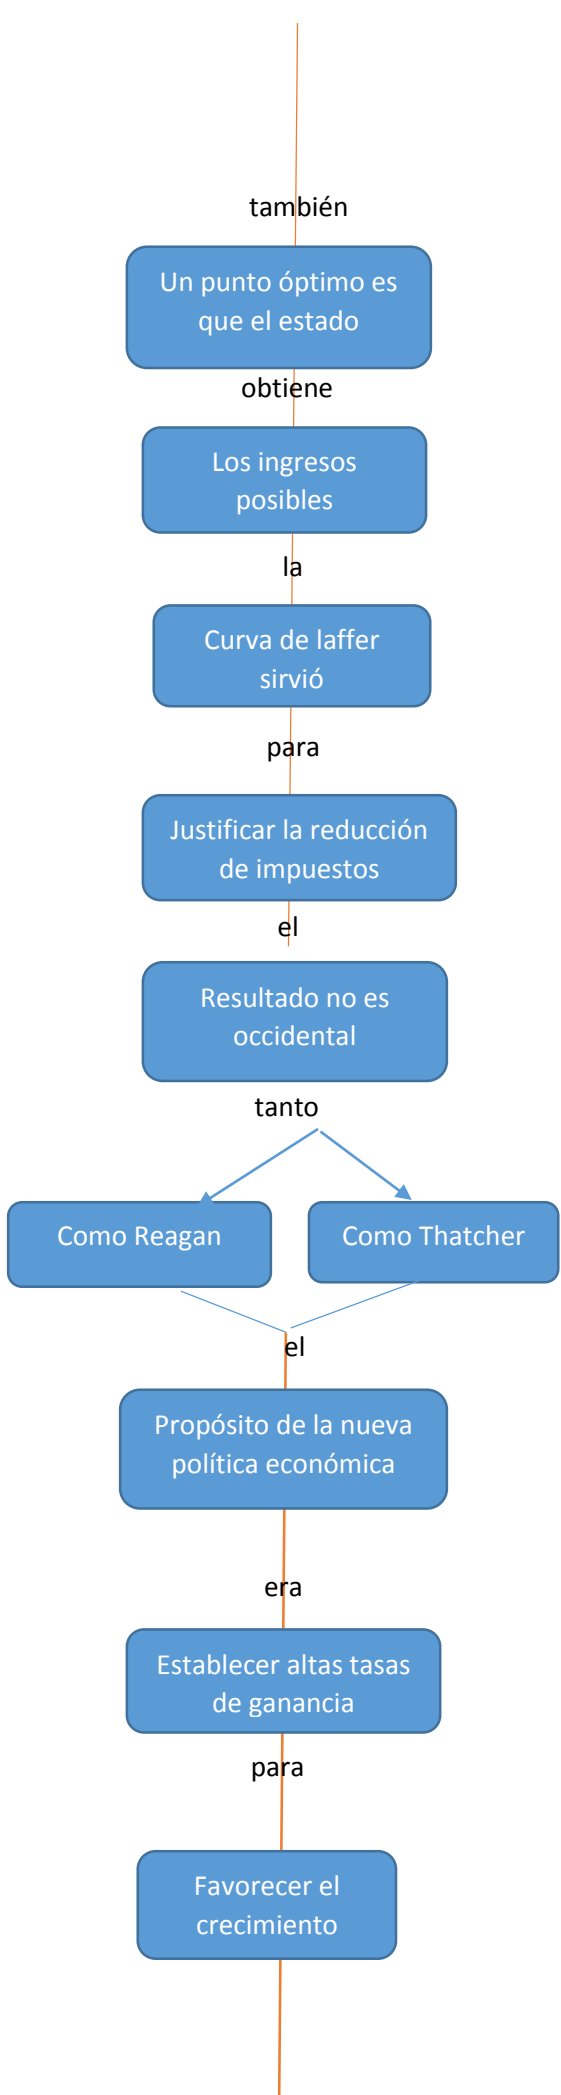 también
Un punto óptimo es
que el estado
obtiene
Los ingresos
posibles
la
Curva de laffer
sirvió
para
Justificar la reducción
de impuestos
el
Resultado no es
occidental
tanto
Como Reagan
Como Thatcher
el
Propósito de la nueva
política económica
era
Establecer altas tasas
de ganancia
para
Favorecer el
crecimiento